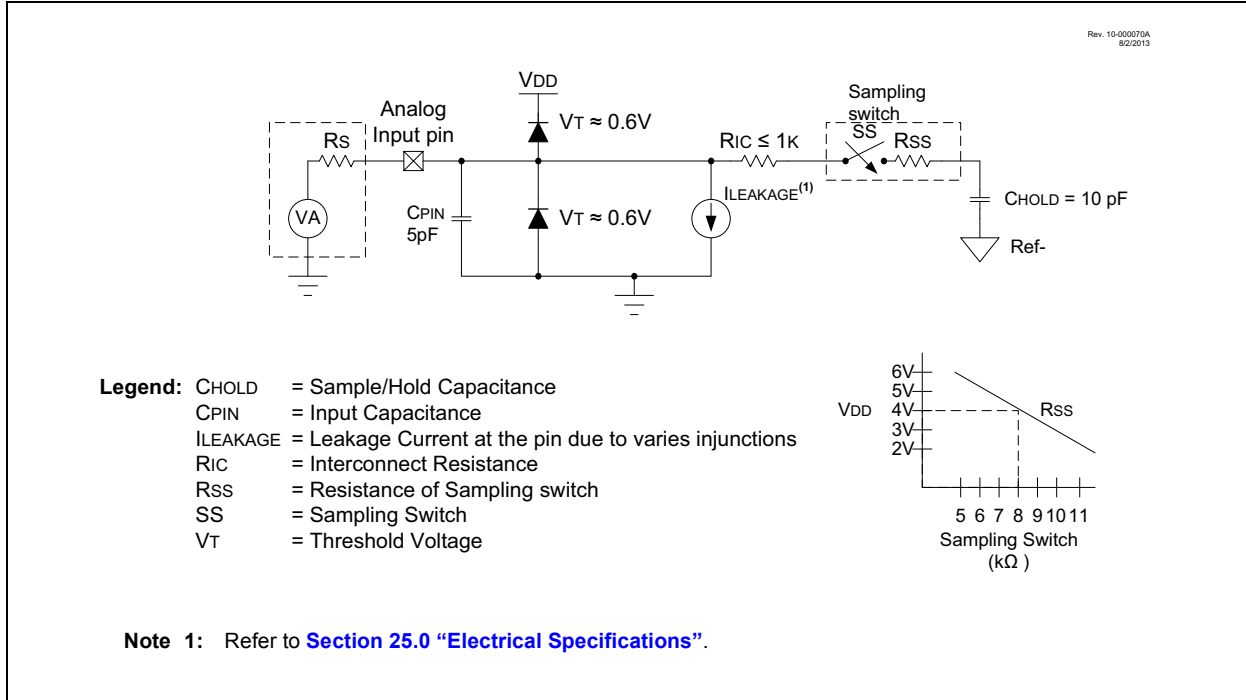 Rev. 10-000070A
8/2/2013
VDD
Analog
Input pin
VT ≈ 0.6V
Sampling
switch
SS
RSS
RS
RIC ≤ 1K
VA
CPIN
5pF
VT ≈ 0.6V
ILEAKAGE(1)
CHOLD = 10 pF
Ref-
Legend: CHOLD = Sample/Hold Capacitance
CPIN = Input Capacitance
ILEAKAGE = Leakage Current at the pin due to varies injunctions
RIC = Interconnect Resistance
RSS = Resistance of Sampling switch
SS = Sampling Switch
VT = Threshold Voltage
6V
5V
VDD 4V RSS
3V
2V
5 6 7 8 9 10 11
Sampling Switch
(kΩ )
Note 1: Refer to Section 25.0 “Electrical Specifications”.